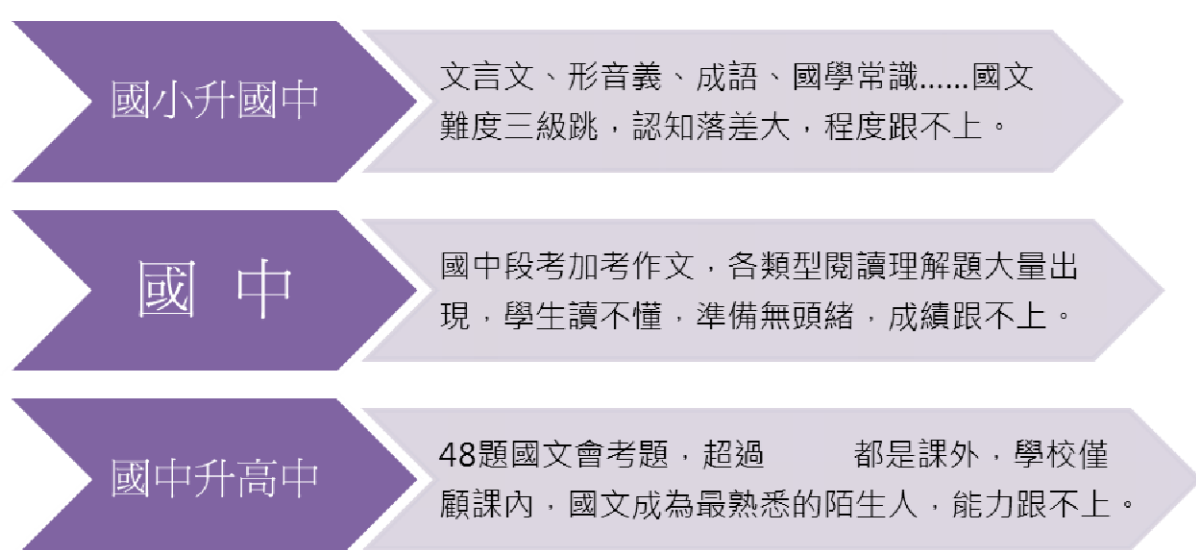 國小升國中
文言文、形音義、成語、國學常識......國文
難度三級跳，認知落差大，程度跟不上。
國 中
國中段考加考作文，各類型閱讀理解題大量出
現，學生讀不懂，準備無頭緒，成績跟不上。
國中升高中
48題國文會考題，超過 都是課外，學校僅
顧課內，國文成為最熟悉的陌生人，能力跟不上。